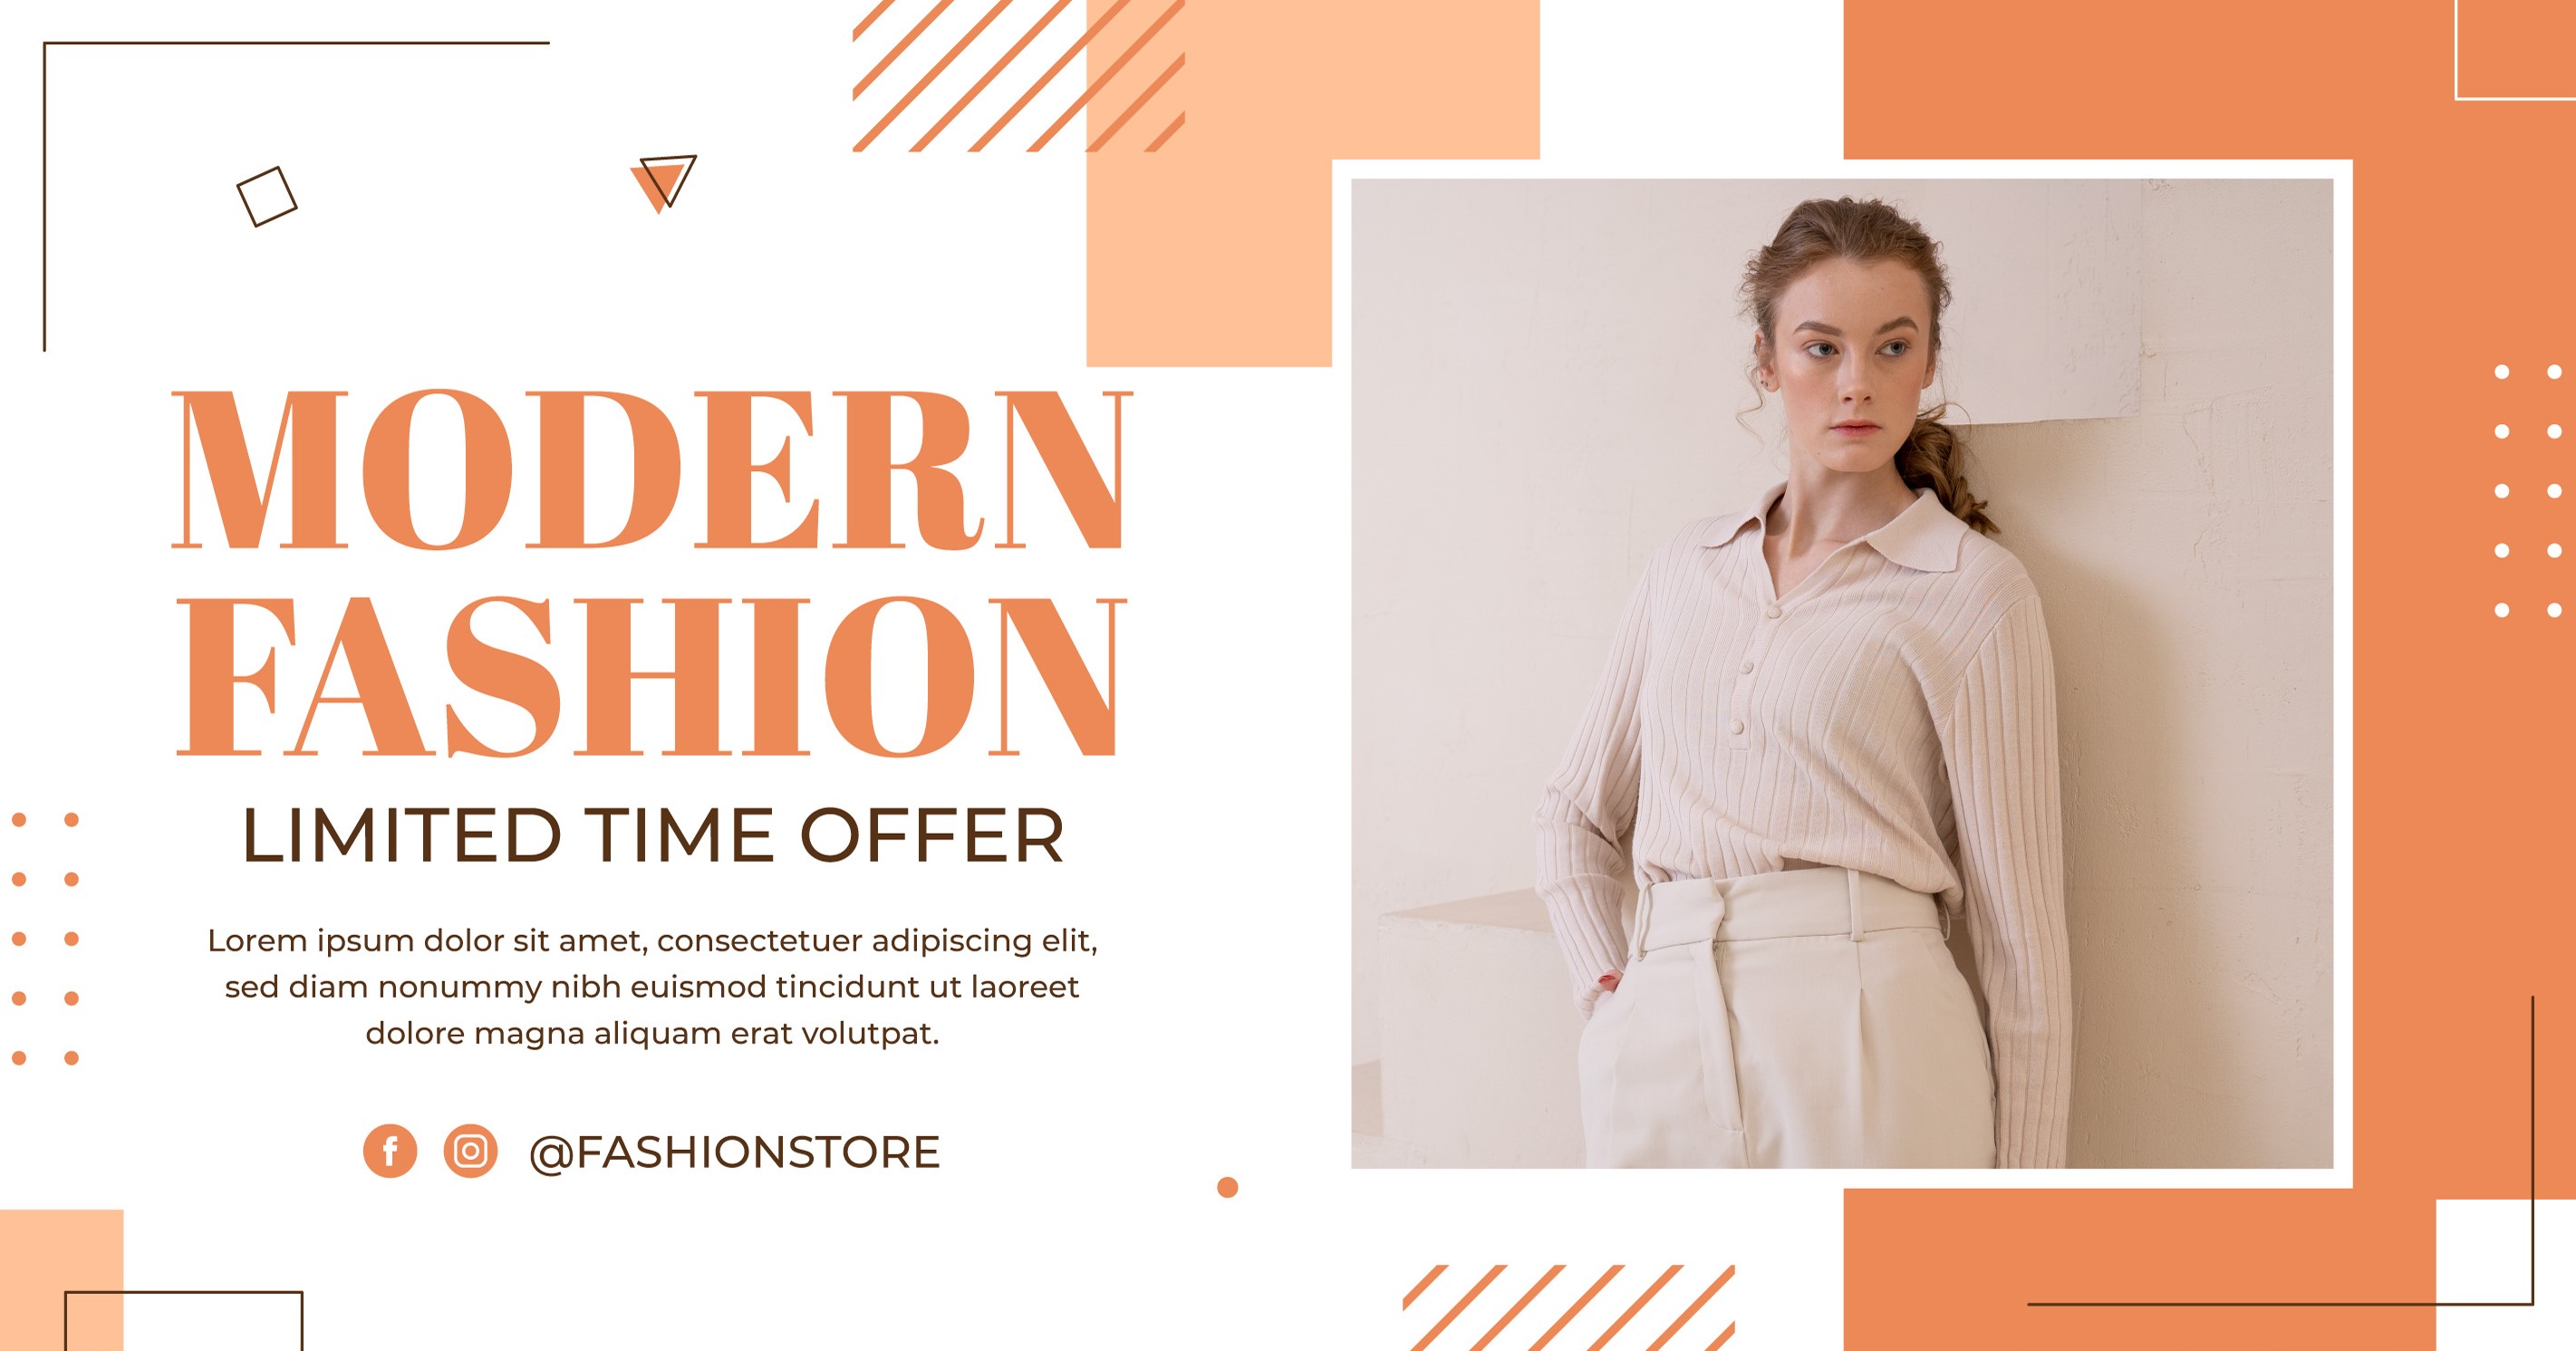 MODERN
FASHION
LIMITED TIME OFFER
Lorem ipsum dolor sit amet, consectetuer adipiscing elit,
sed diam nonummy nibh euismod tincidunt ut laoreet
dolore magna aliquam erat volutpat.
@FASHIONSTORE